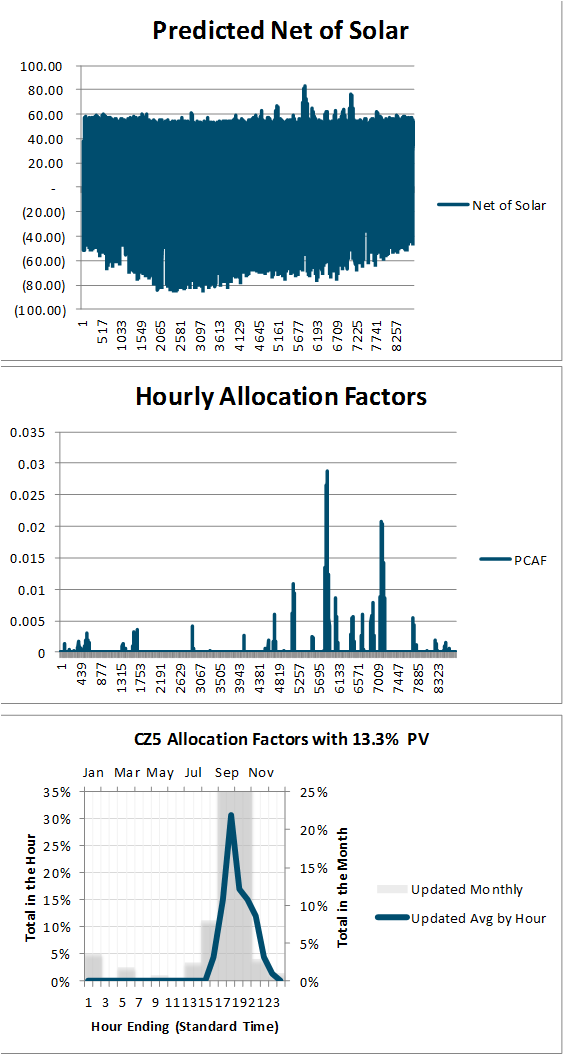 Predicted Net of Solar
100.00
80.00
60.00
40.00
20.00
-
(20.00)
(40.00)
(60.00)
(80.00)
(100.00)
Net of Solar
1 517 1033 1549 2065 2581 3097 3613 4129 4645 5161 5677 6193 6709 7225 7741 8257
Hourly Allocation Factors
0.035
0.03
0.025
0.02
0.015
0.01
0.005
0
PCAF
1 439 877 1315 1753 2191 2629 3067 3505 3943 4381 4819 5257 5695 6133 6571 7009 7447 7885 8323
CZ5 Allocation Factors with 13.3% PV
Jan Mar May Jul Sep Nov
35%
30%
25%
20%
15%
10%
5%
0%
Total in the Hour
25%
20%
15%
10%
5%
0%
Total in the Month
Updated Monthly
Updated Avg by Hour
1 3 5 7 9 11 13 15 17 19 21 23
Hour Ending (Standard Time)